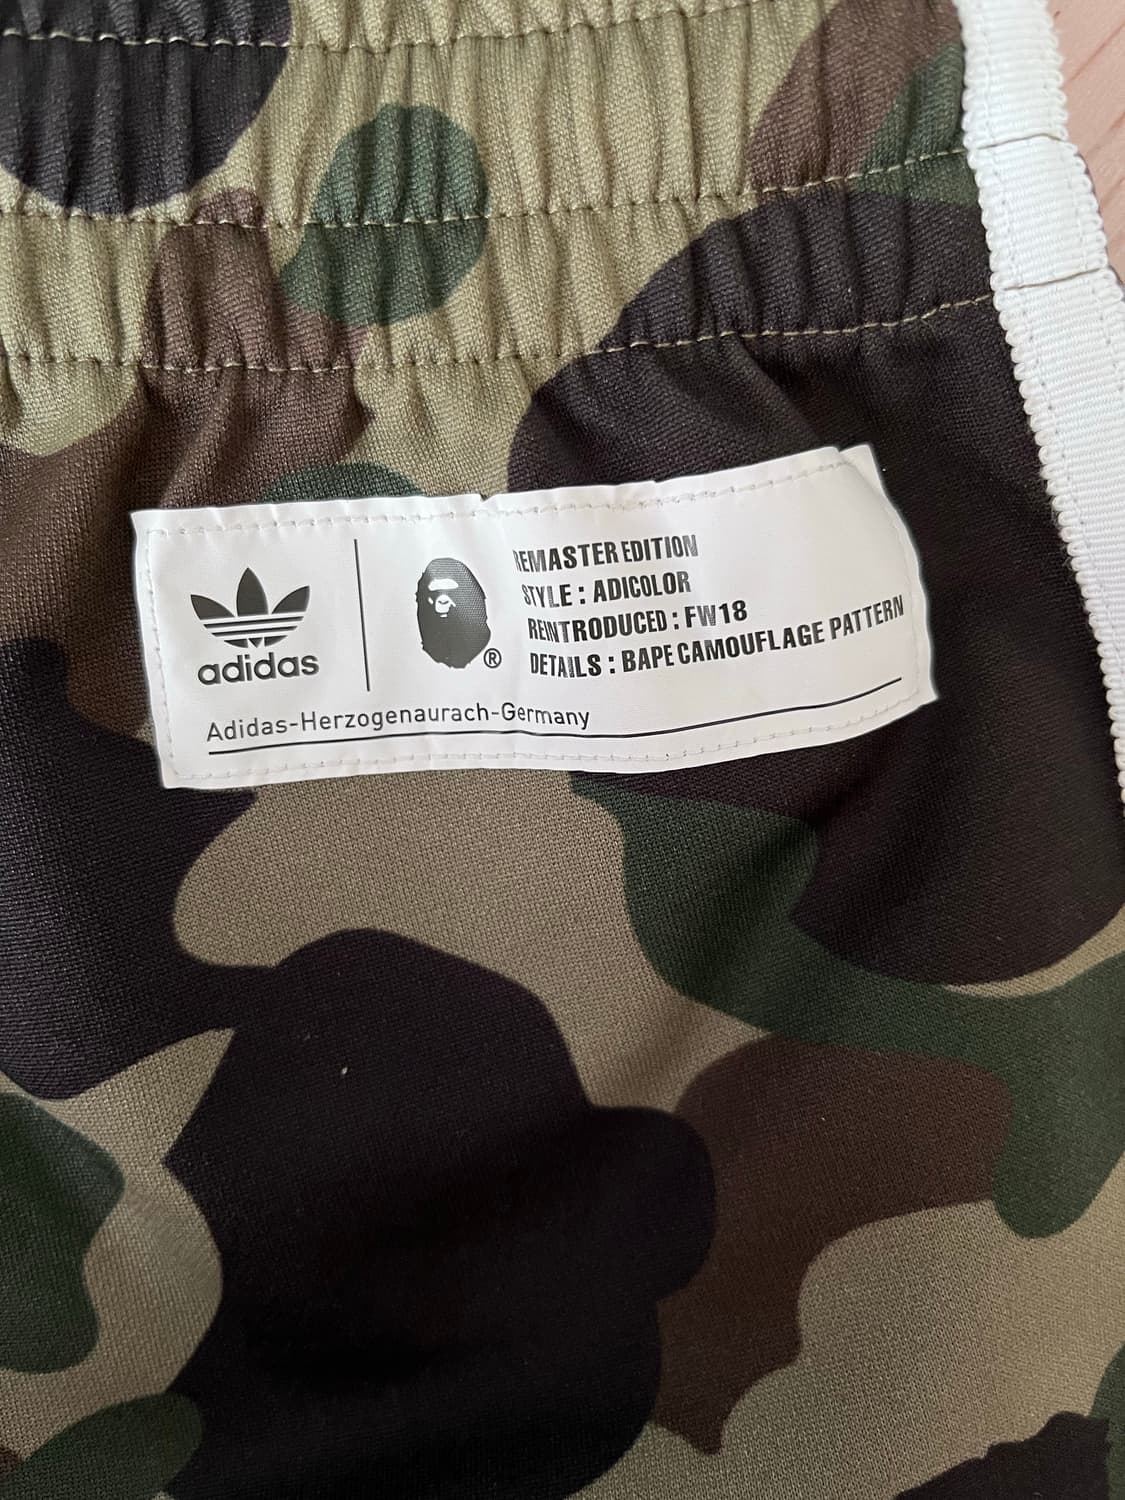 adidas
®
REMASTER EDITION
STYLE : ADICOLOR
REINTRODUCED : FW18
DETAILS : BAPE CAMOUFLAGE PATTERN
Adidas-Herzogenaurach-Germany